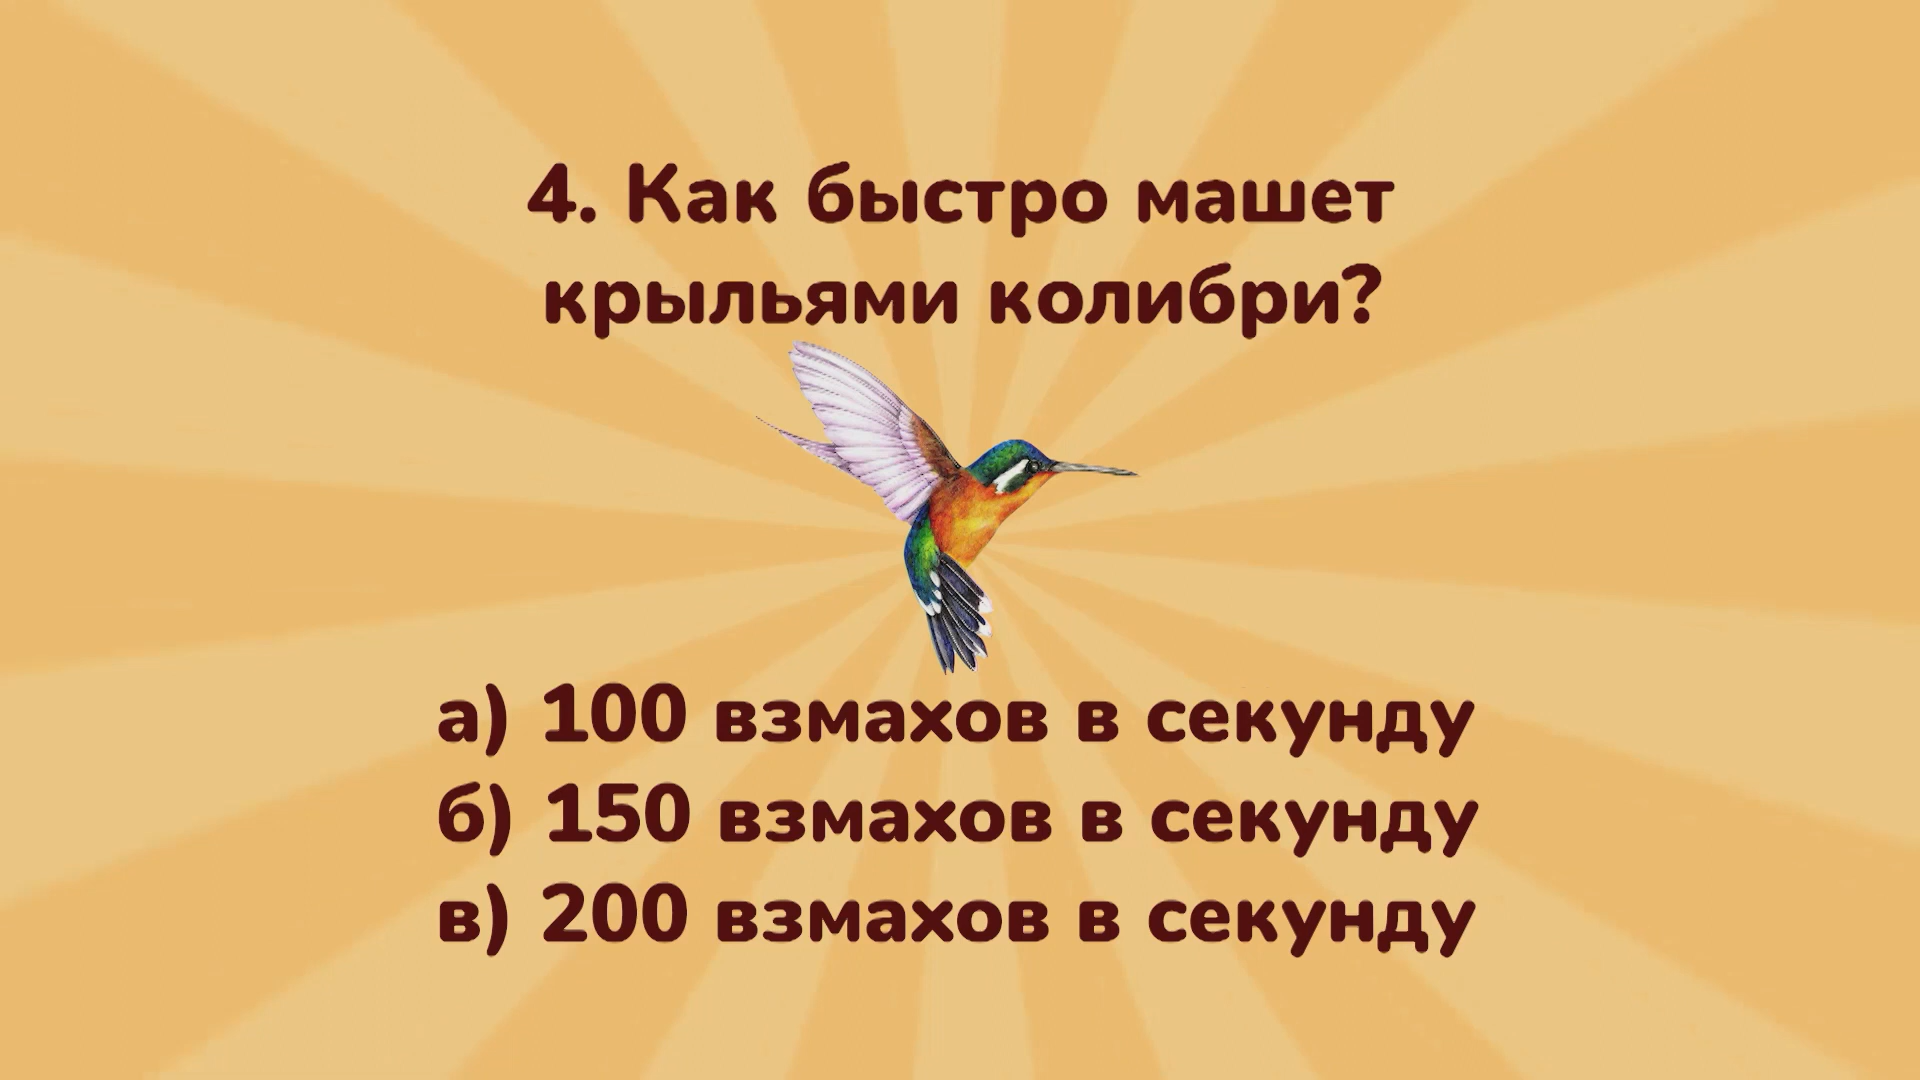 4. Как быстро машет
крыльями колибри?
а) 100 взмахов в секунду
б) 150 взмахов в секунду
в) 200 взмахов в секунду